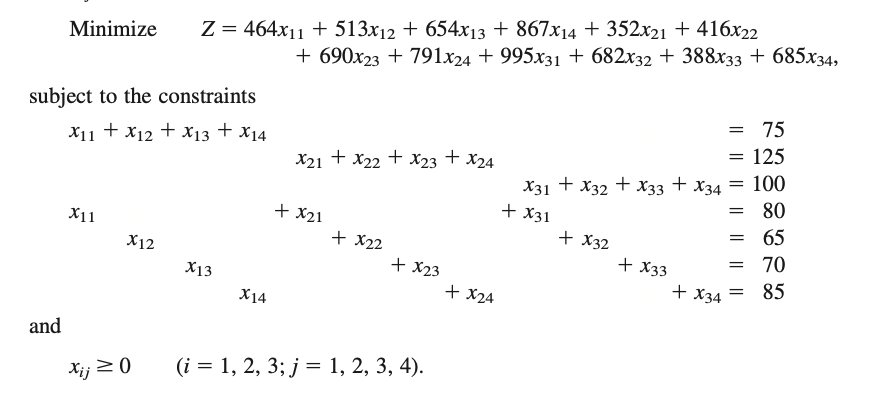 Minimize Z = 464x₁₁ + 513x₁₂ + 654x₁₃ + 867x₁₄ + 352x₂₁ + 416x₂₂
+ 690x₂₃ + 791x₂₄ + 995x₃₁ + 682x₃₂ + 388x₃₃ + 685x₃₄,
subject to the constraints
x₁₁ + x₁₂ + x₁₃ + x₁₄ = 75
x₂₁ + x₂₂ + x₂₃ + x₂₄ = 125
x₃₁ + x₃₂ + x₃₃ + x₃₄ = 100
x₁₁ + x₂₁ + x₃₁ = 80
x₁₂ + x₂₂ + x₃₂ = 65
x₁₃ + x₂₃ + x₃₃ = 70
x₁₄ + x₂₄ + x₃₄ = 85
and
xᵢⱼ ≥ 0 (i = 1, 2, 3; j = 1, 2, 3, 4).